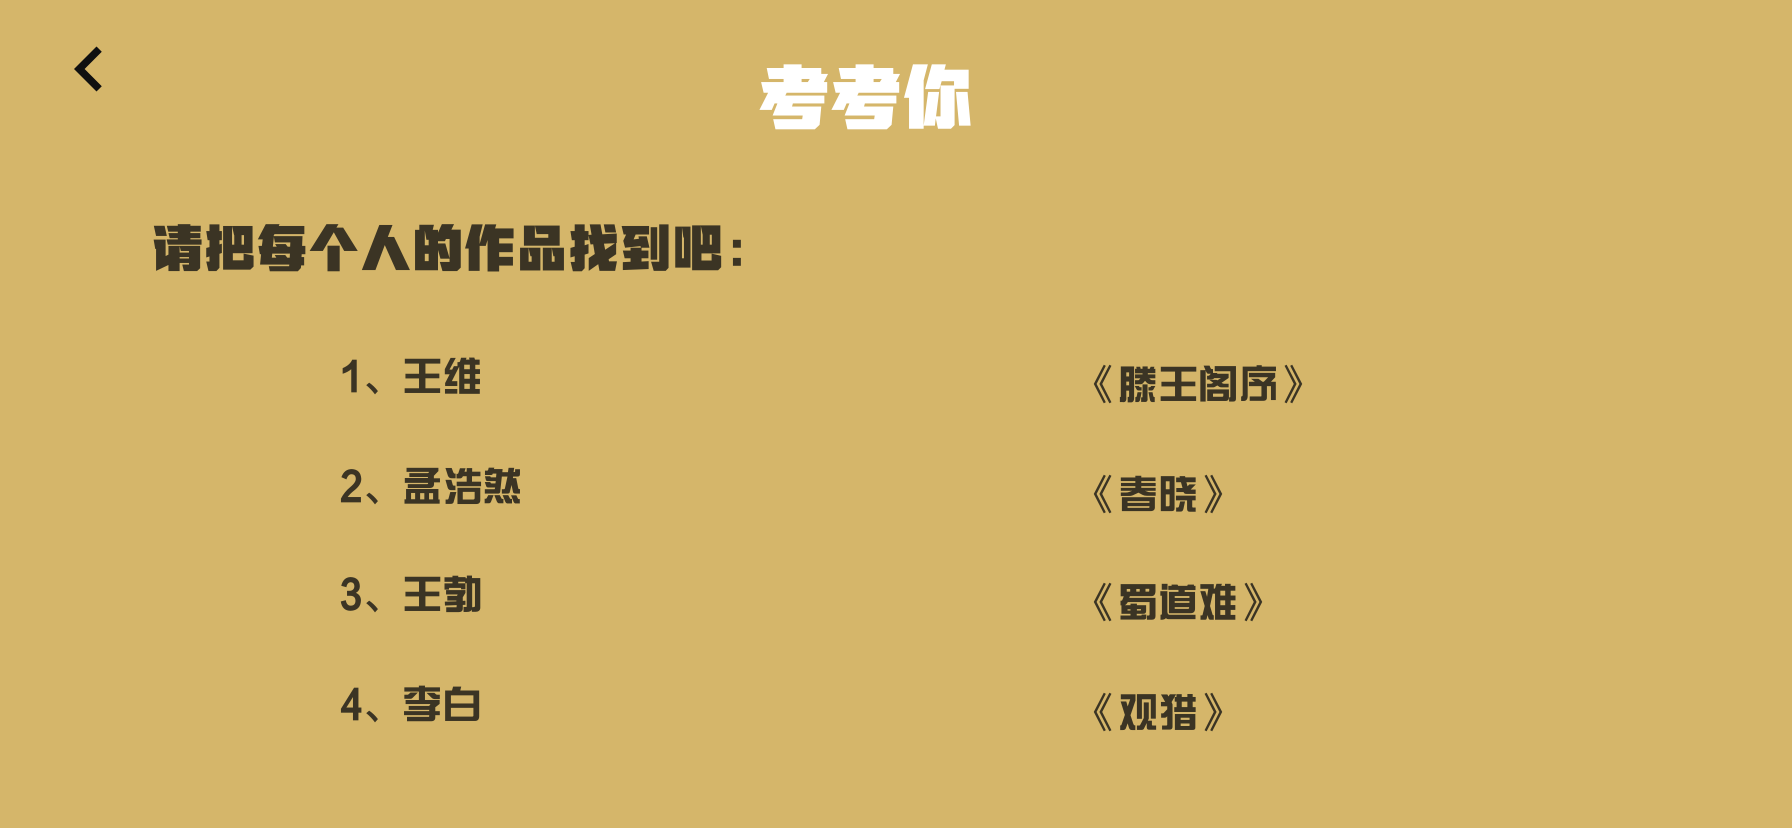 考考你
请把每个人的作品找到吧：
1、王维
《滕王阁序》
2、孟浩然
《春晓》
3、王勃
《蜀道难》
4、李白
《观猎》